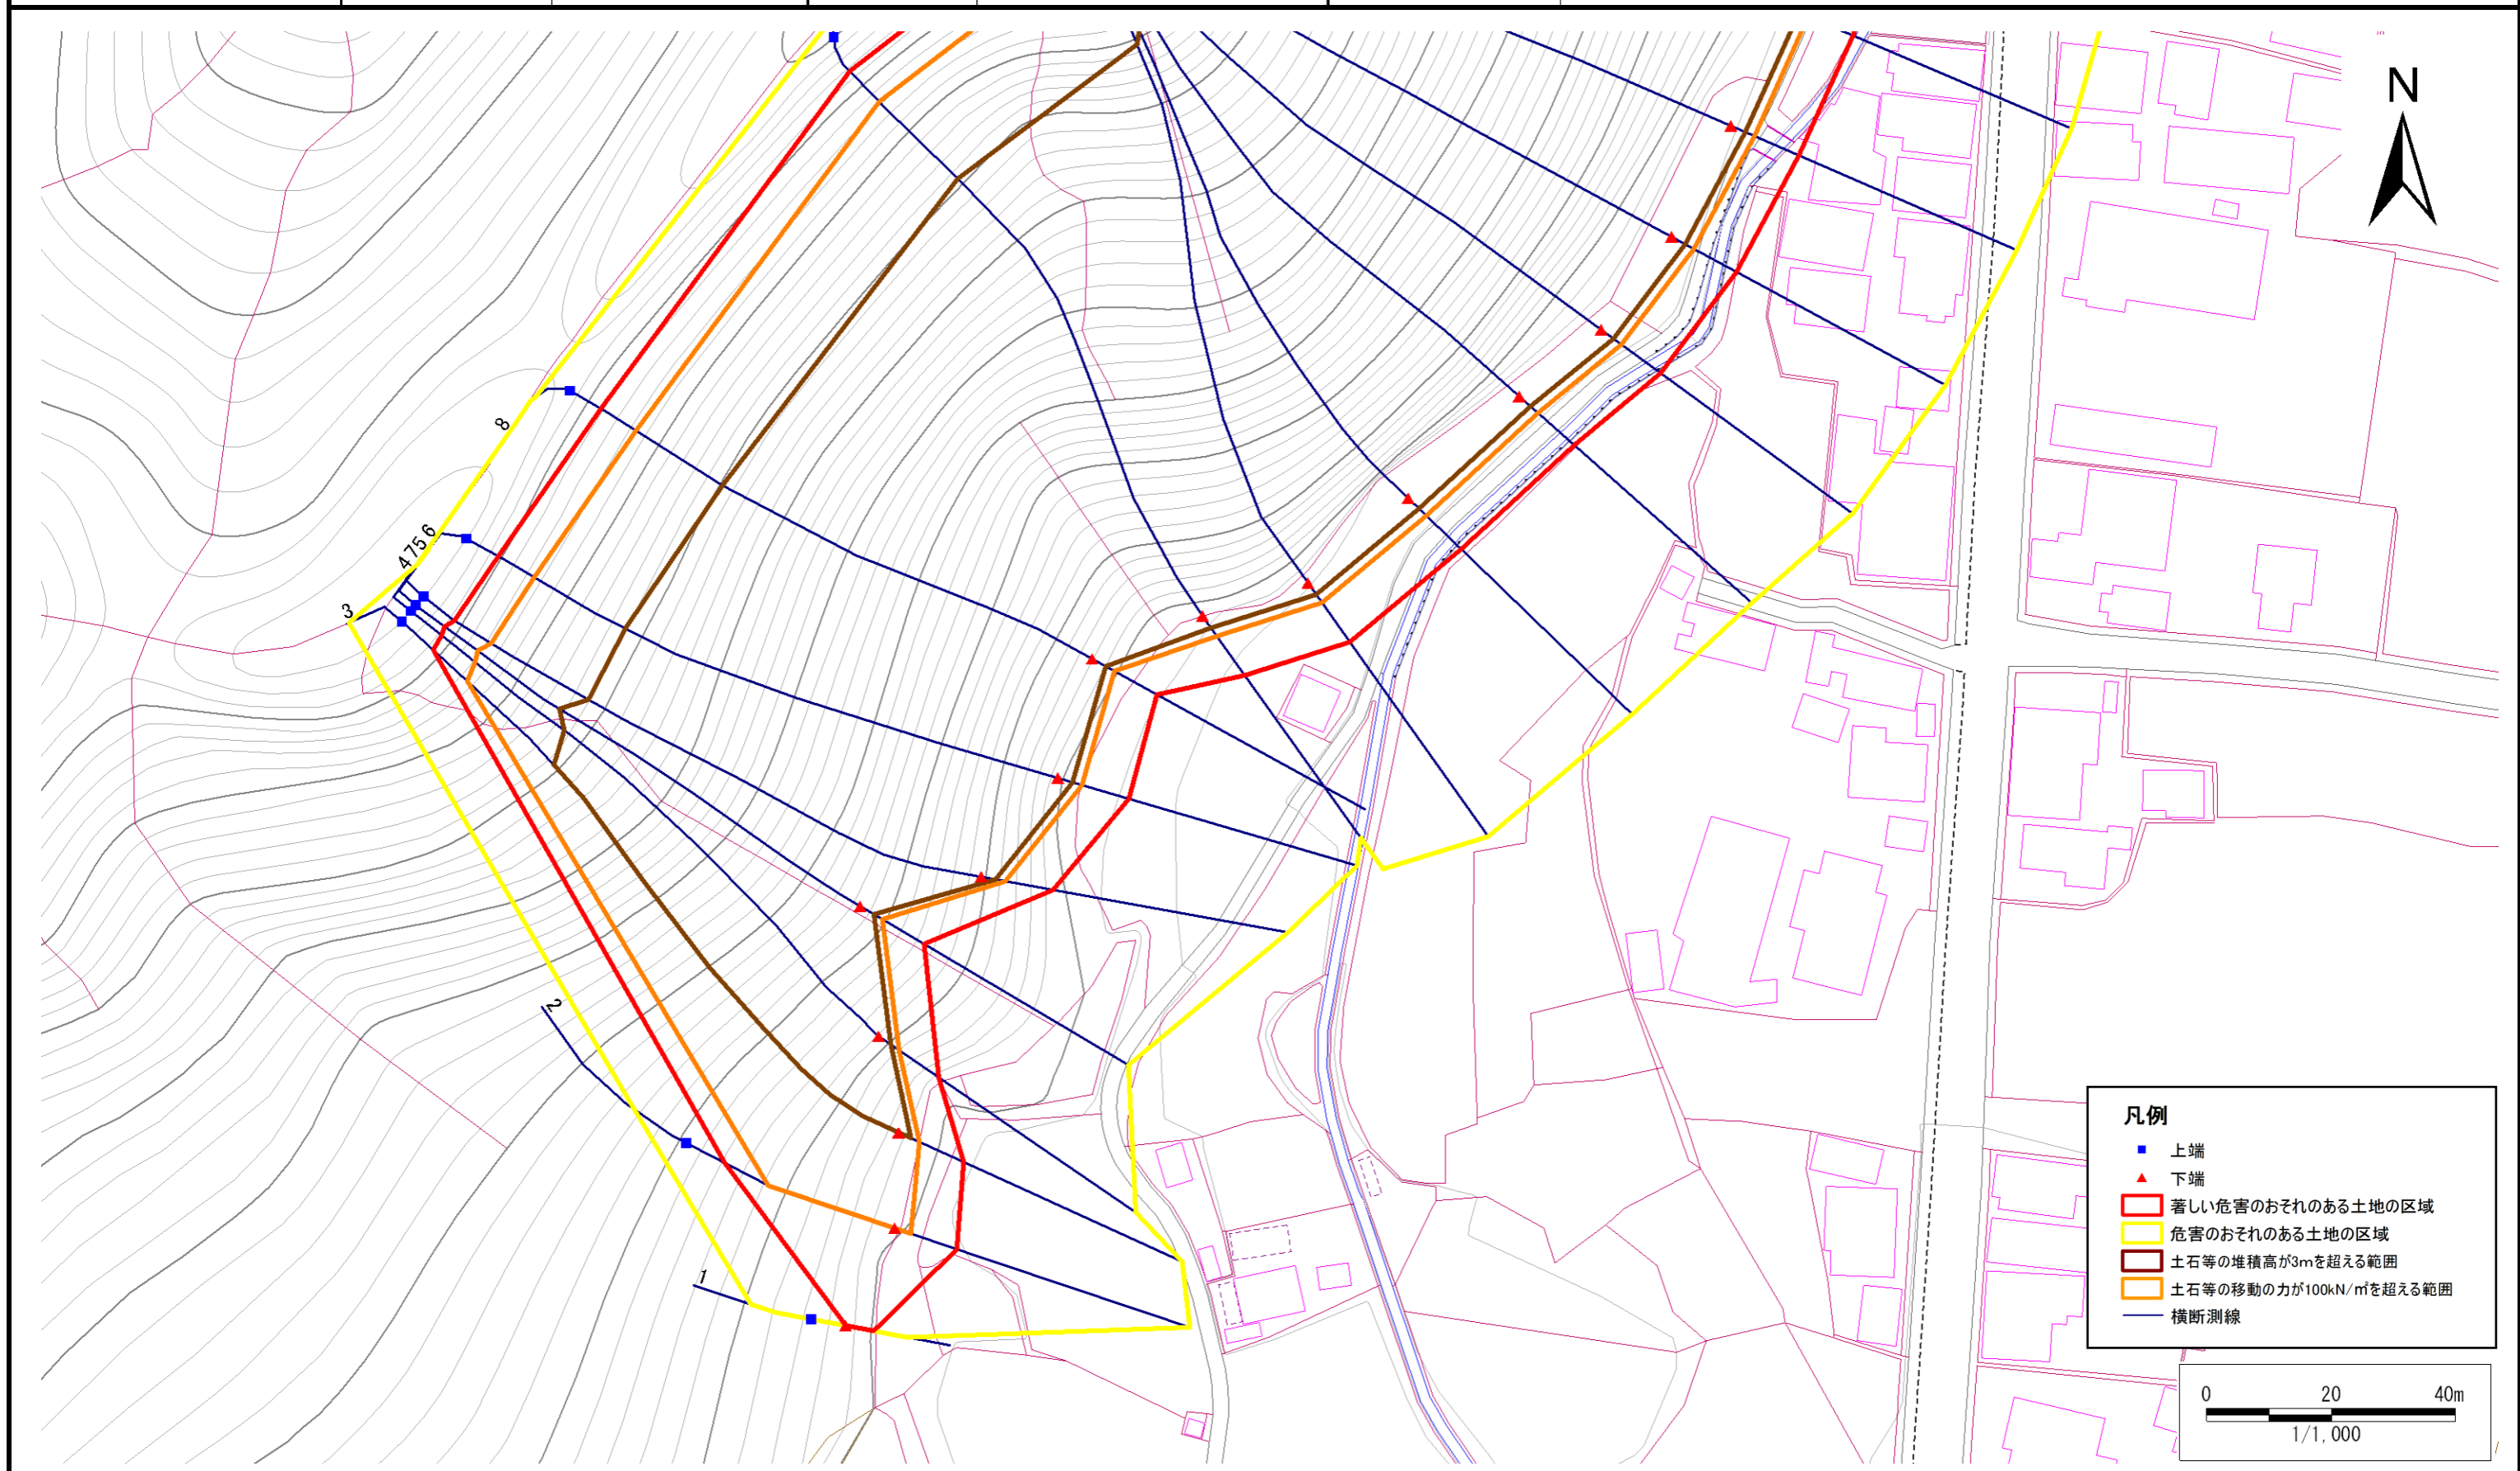 N
8
6
5
7
4
3
2
1
凡例
上端
下端
著しい危害のおそれのある土地の区域
危害のおそれのある土地の区域
土石等の堆積高が3mを超える範囲
土石等の移動の力が100kN/㎡を超える範囲
横断測線
0 20 40m
1/1,000